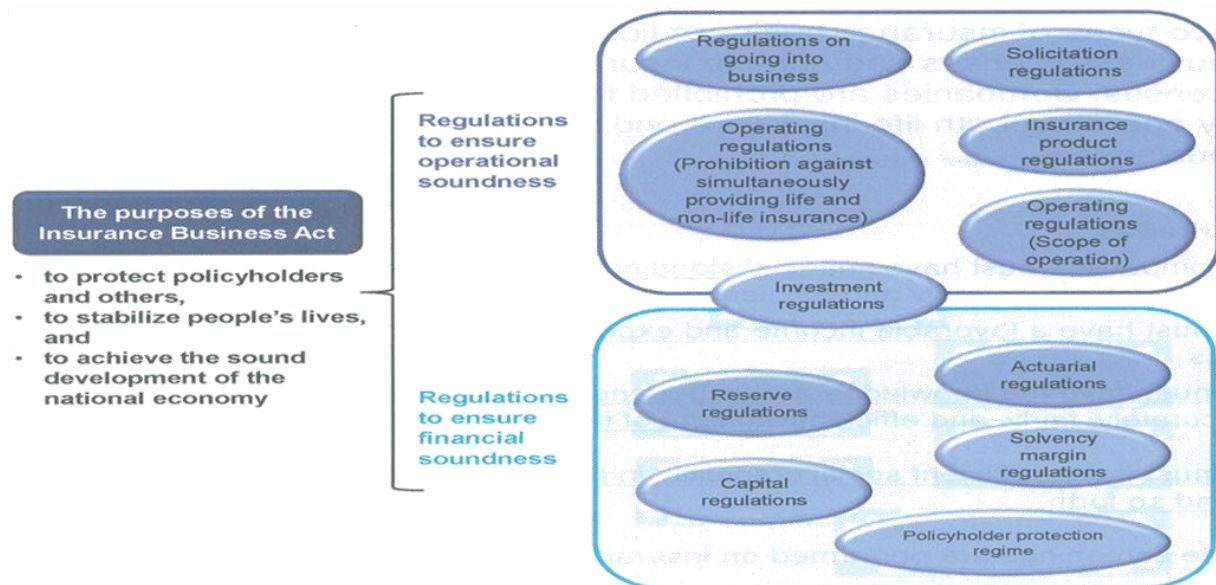 The purposes of the
Insurance Business Act
• to protect policyholders
and others,
• to stabilize people's lives,
and
• to achieve the sound
development of the
national economy
Regulations
to ensure
operational
soundness
Regulations on
going into
business
Solicitation
regulations
Operating
regulations
(Prohibition against
simultaneously
providing life and
non-life insurance)
Insurance
product
regulations
Operating
regulations
(Scope of
operation)
Investment
regulations
Regulations
to ensure
financial
soundness
Reserve
regulations
Actuarial
regulations
Solvency
margin
regulations
Capital
regulations
Policyholder protection
regime